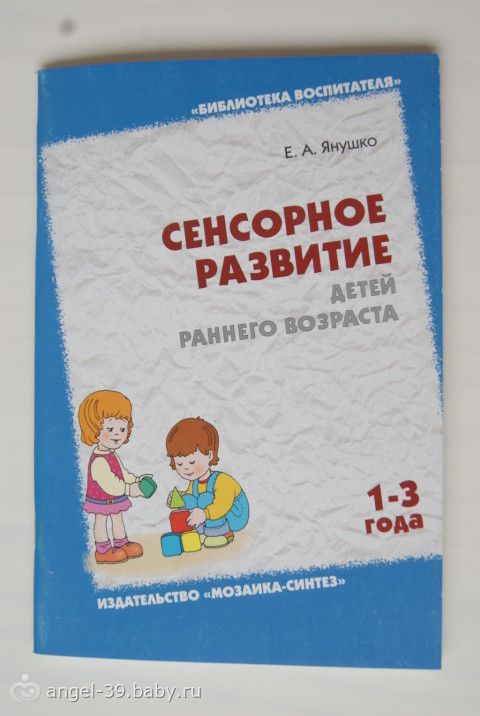 «БИБЛИОТЕКА ВОСПИТАТЕЛЯ»
Е. А. ЯНУШКО
СЕНСОРНОЕ
РАЗВИТИЕ
ДЕТЕЙ
РАННЕГО ВОЗРАСТА
1-3
ГОДА
ИЗДАТЕЛЬСТВО «МОЗАИКА-СИНТЕЗ»
angel-39.baby.ru